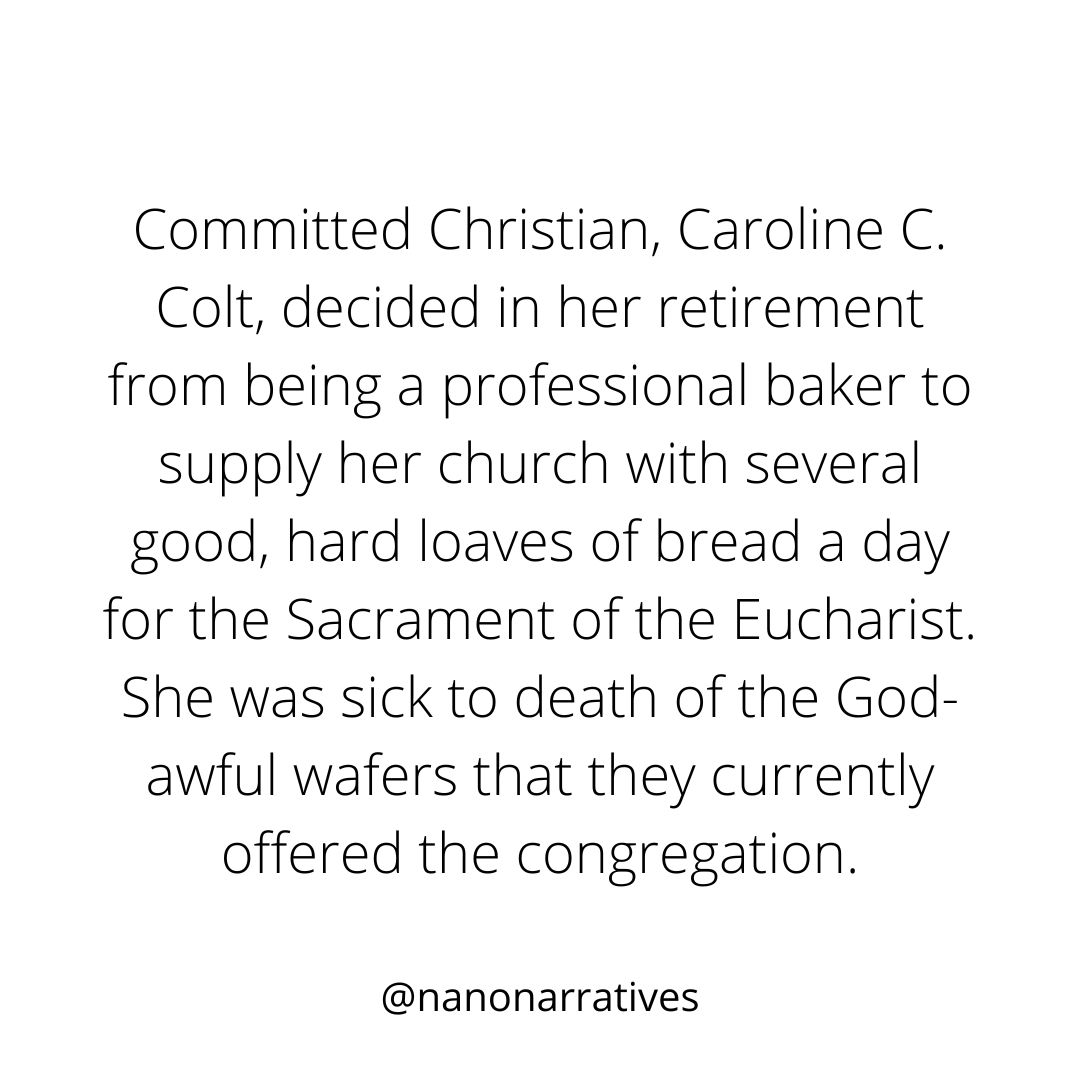 Committed Christian, Caroline C.
Colt, decided in her retirement
from being a professional baker to
supply her church with several
good, hard loaves of bread a day
for the Sacrament of the Eucharist.
She was sick to death of the God-
awful wafers that they currently
offered the congregation.
@nanonarratives